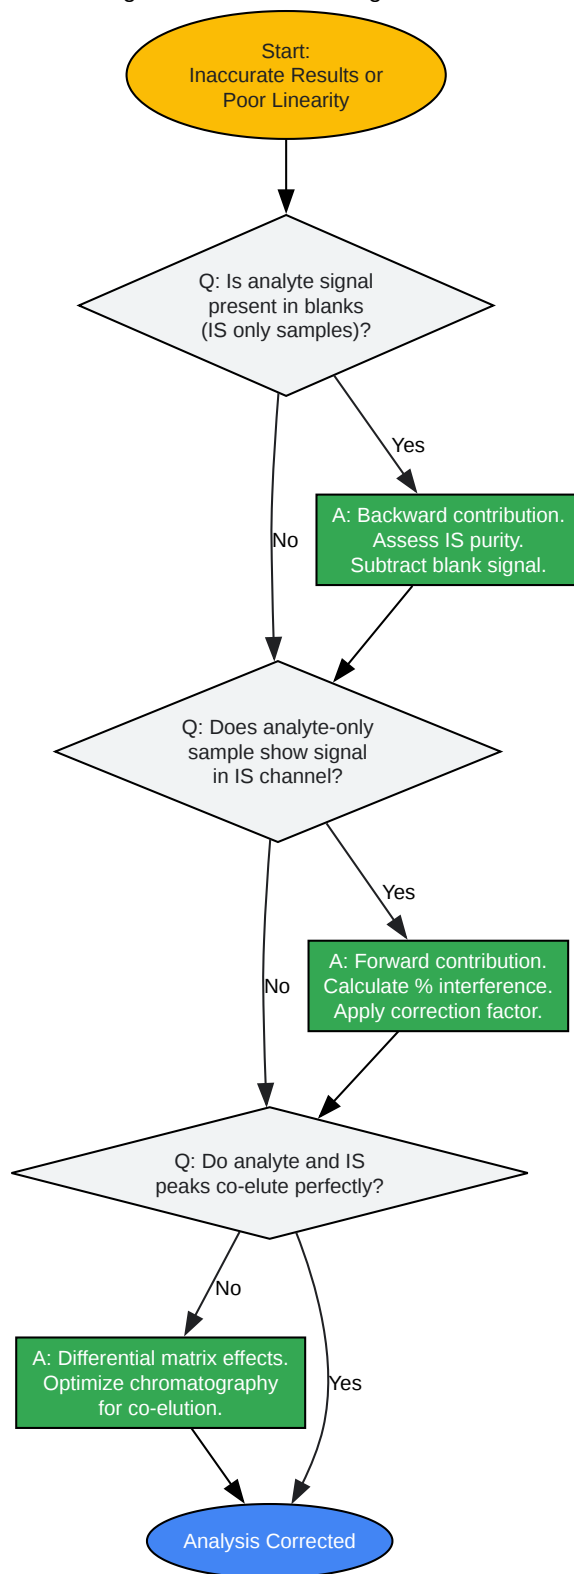 Start:
Inaccurate Results or
Poor Linearity
Q: Is analyte signal
present in blanks
(IS only samples)?
Yes
No
A: Backward contribution.
Assess IS purity.
Subtract blank signal.
Q: Does analyte-only
sample show signal
in IS channel?
Yes
No
A: Forward contribution.
Calculate % interference.
Apply correction factor.
Q: Do analyte and IS
peaks co-elute perfectly?
No
Yes
A: Differential matrix effects.
Optimize chromatography
for co-elution.
Analysis Corrected